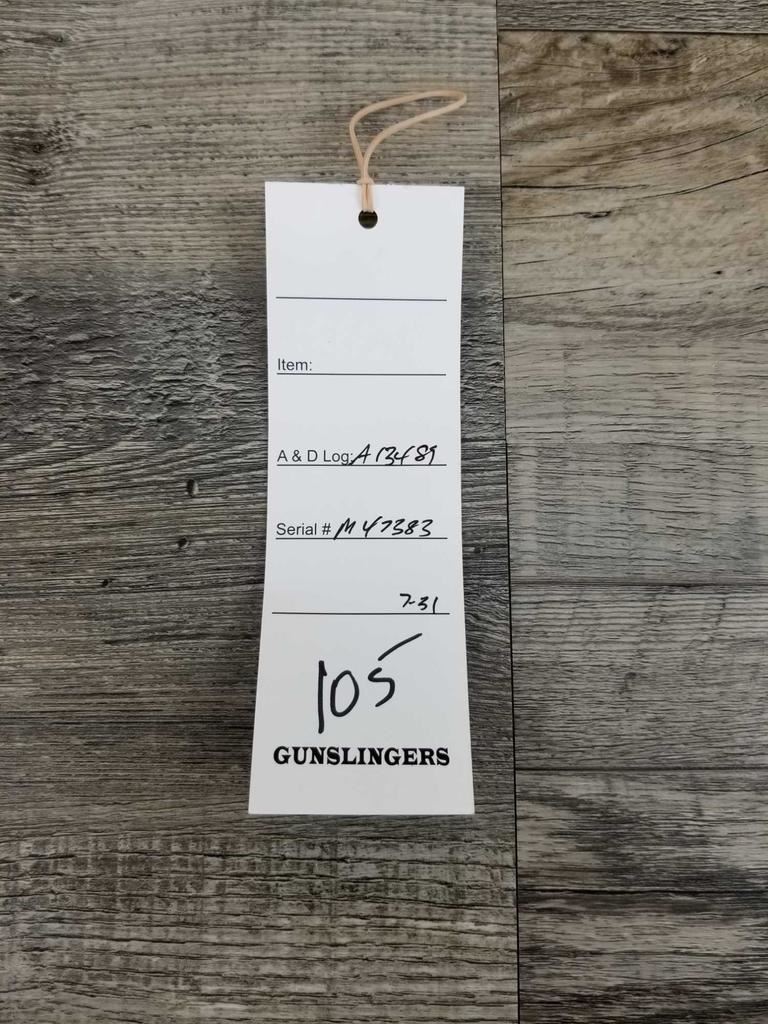 Item:
A & D Log: A13489
Serial # M47383
7-31
105
GUNSLINGERS